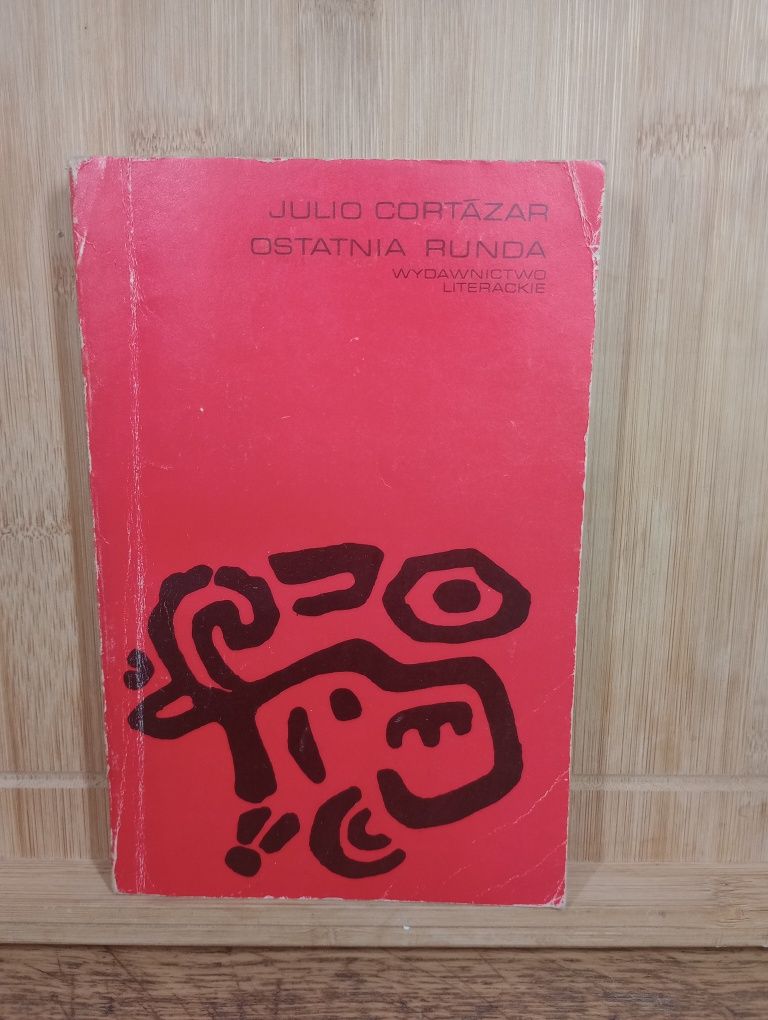 JULIO CORTÁZAR
OSTATNIA RUNDA
WYDAWNICTWO
LITERACKIE